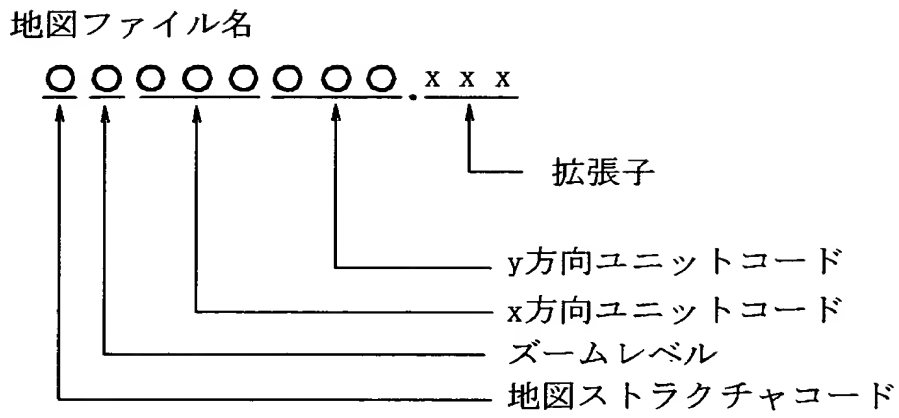 地図ファイル名
○○○○○○○○.xxx
拡張子
y方向ユニットコード
x方向ユニットコード
ズームレベル
地図ストラクチャコード